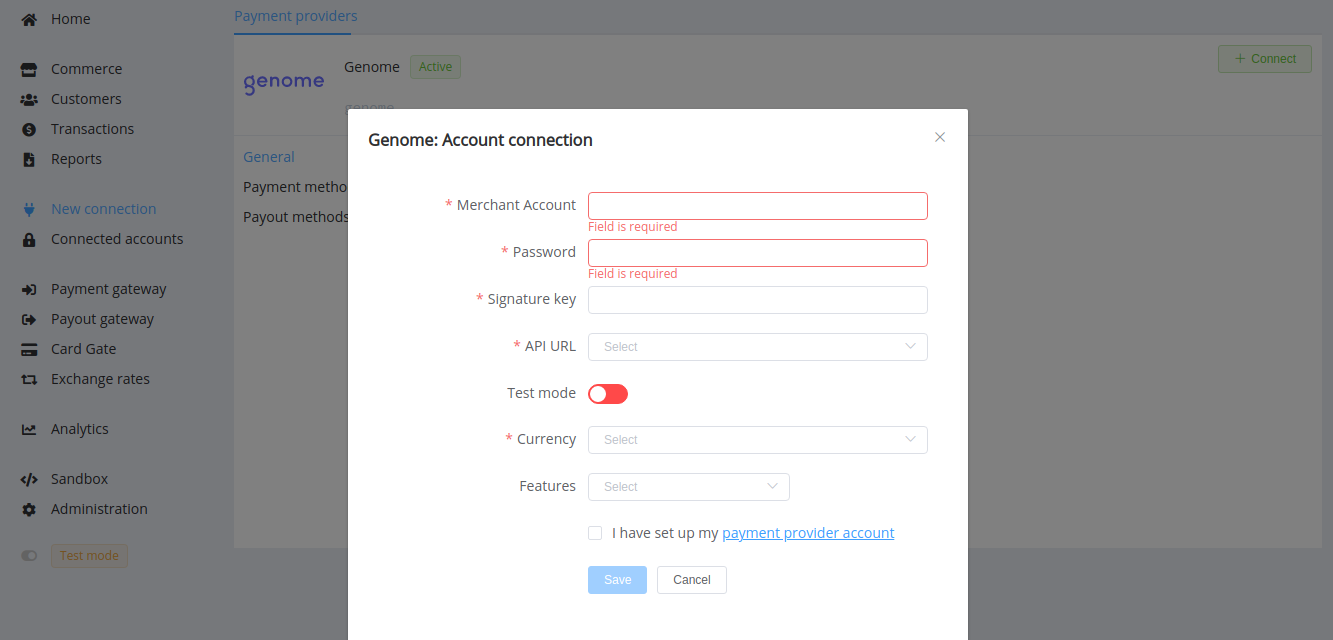 Home
Commerce
Customers
Transactions
Reports
New connection
Connected accounts
Payment gateway
Payout gateway
Card Gate
Exchange rates
Analytics
Sandbox
Administration
Test mode
Payment providers
genome
Genome Active
+ Connect
genome
General
Payment metho
Payout methods
Genome: Account connection
* Merchant Account
Field is required
* Password
Field is required
* Signature key
* API URL Select
Test mode
* Currency Select
Features Select
I have set up my payment provider account
Save Cancel